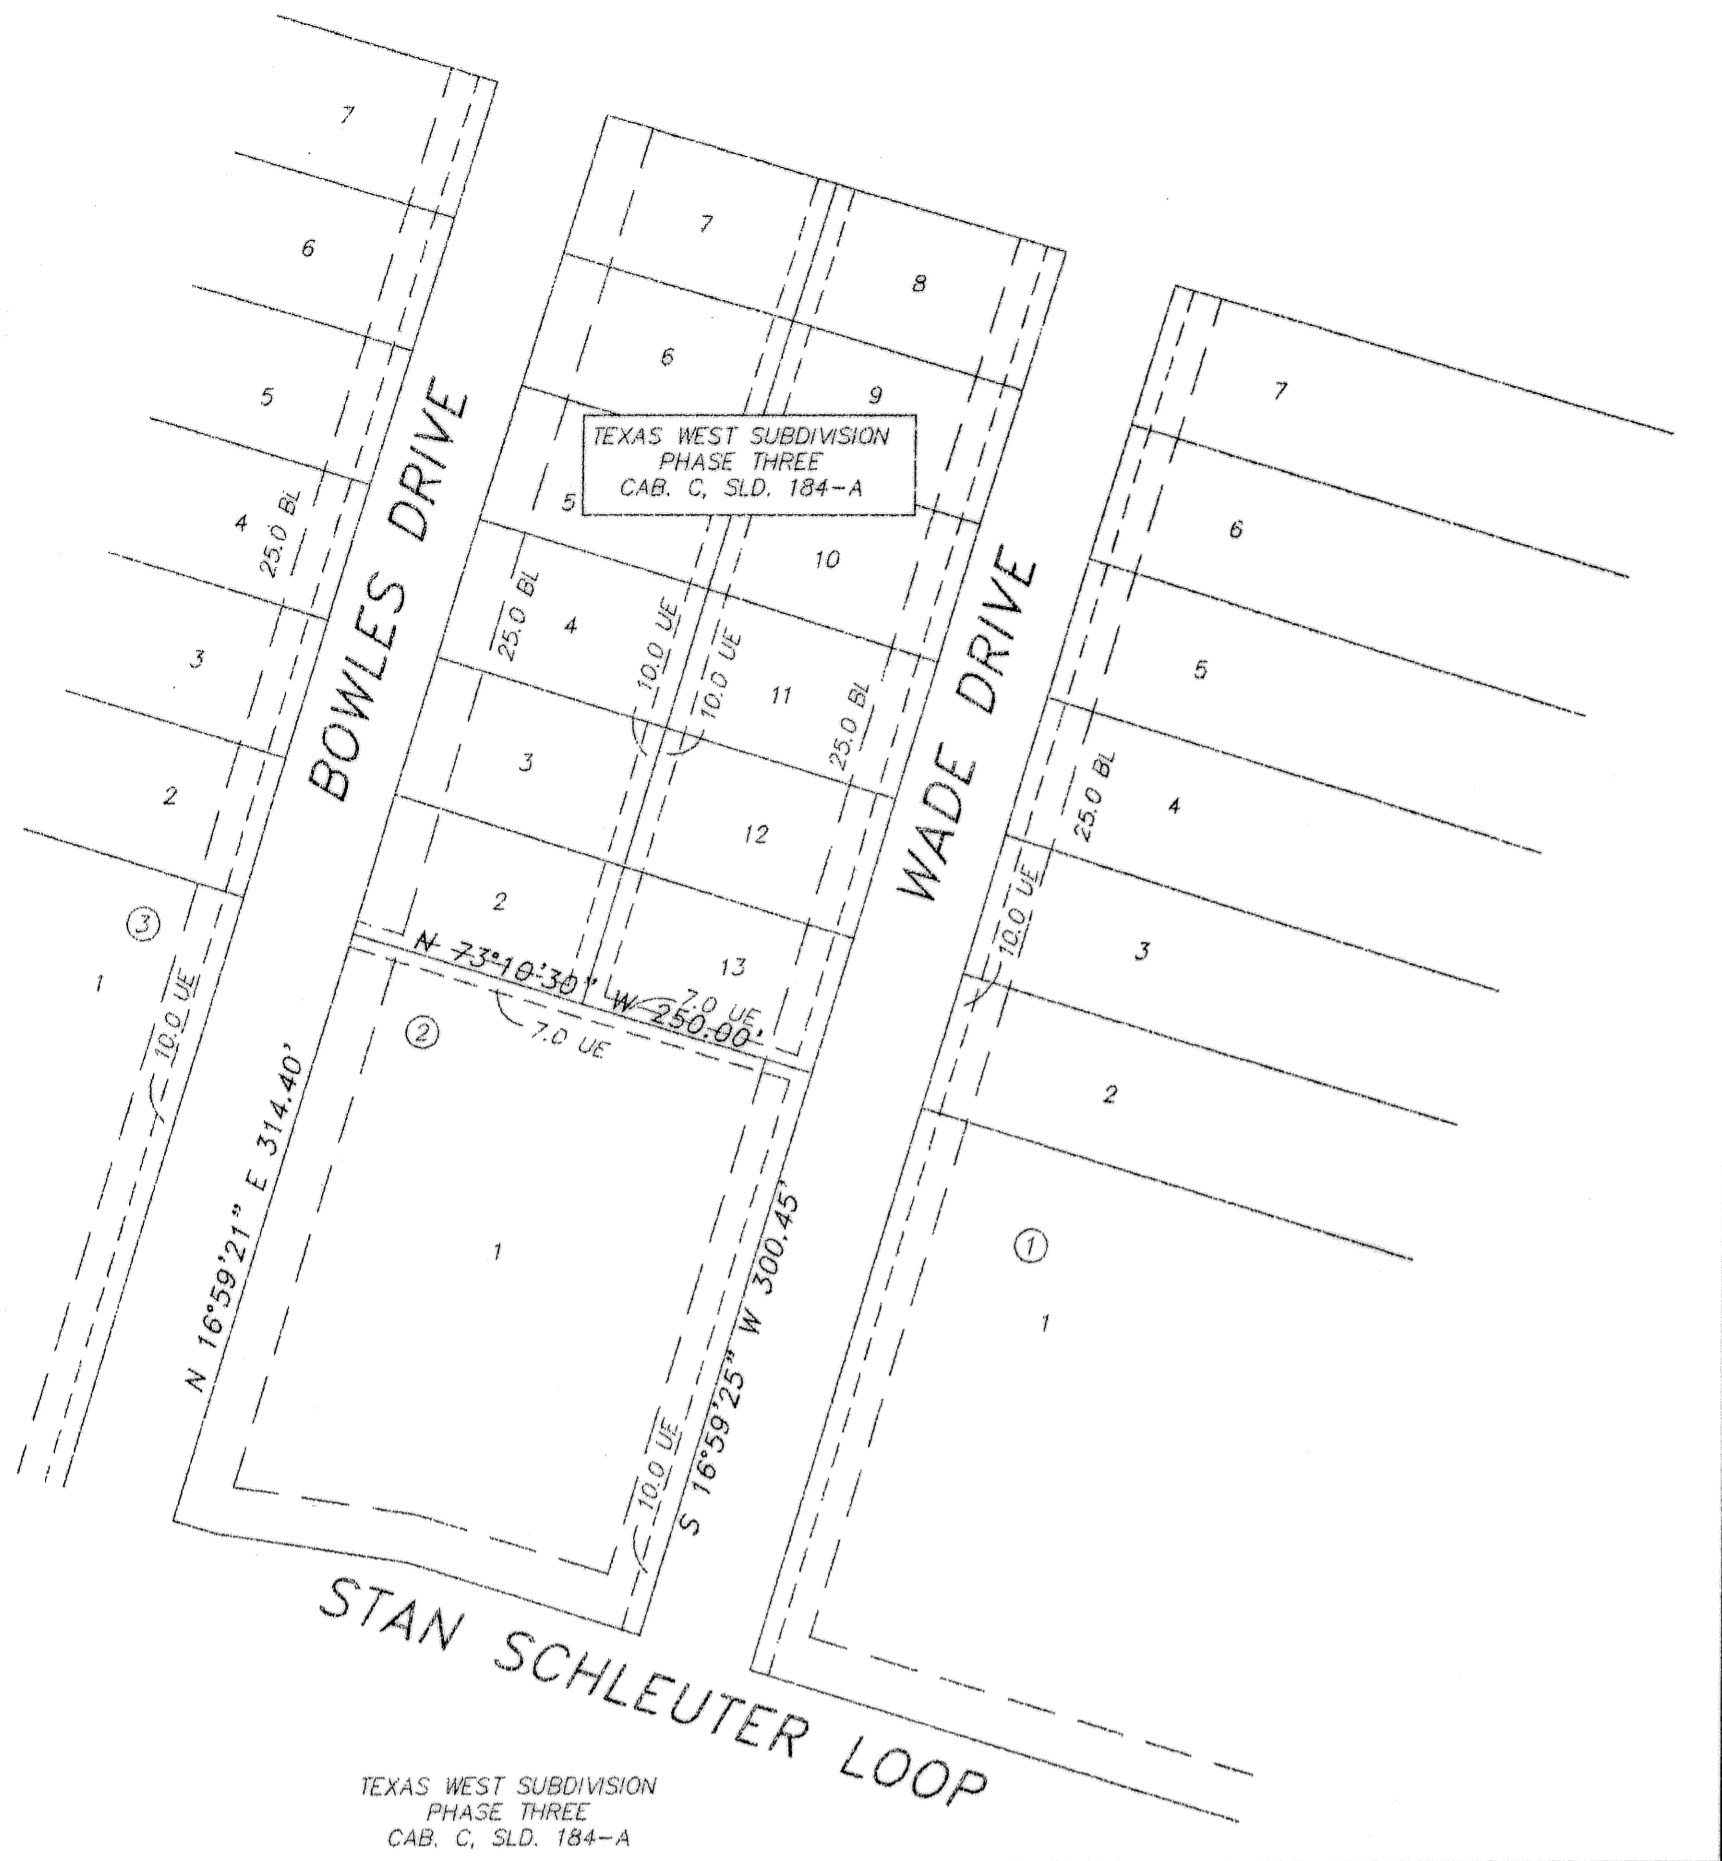 7
6
5
4
25.0 BL
3
2
3
1
10.0 UE
BOWLES DRIVE
7
8
6
9
TEXAS WEST SUBDIVISION
PHASE THREE
CAB. C, SLD. 184-A
5
10
25.0 BL
4
10.0 UE
10.0 UE
11
25.0 BL
3
12
2
13
N 73°10'30" W 250.00'
7.0 UE
7.0 UE
2
WADE DRIVE
7
6
5
4
25.0 BL
3
10.0 UE
2
1
1
N 16°59'21" E 314.40'
1
S 16°59'25" W 300.45'
10.0 UE
STAN SCHLEUTER LOOP
TEXAS WEST SUBDIVISION
PHASE THREE
CAB. C, SLD. 184-A